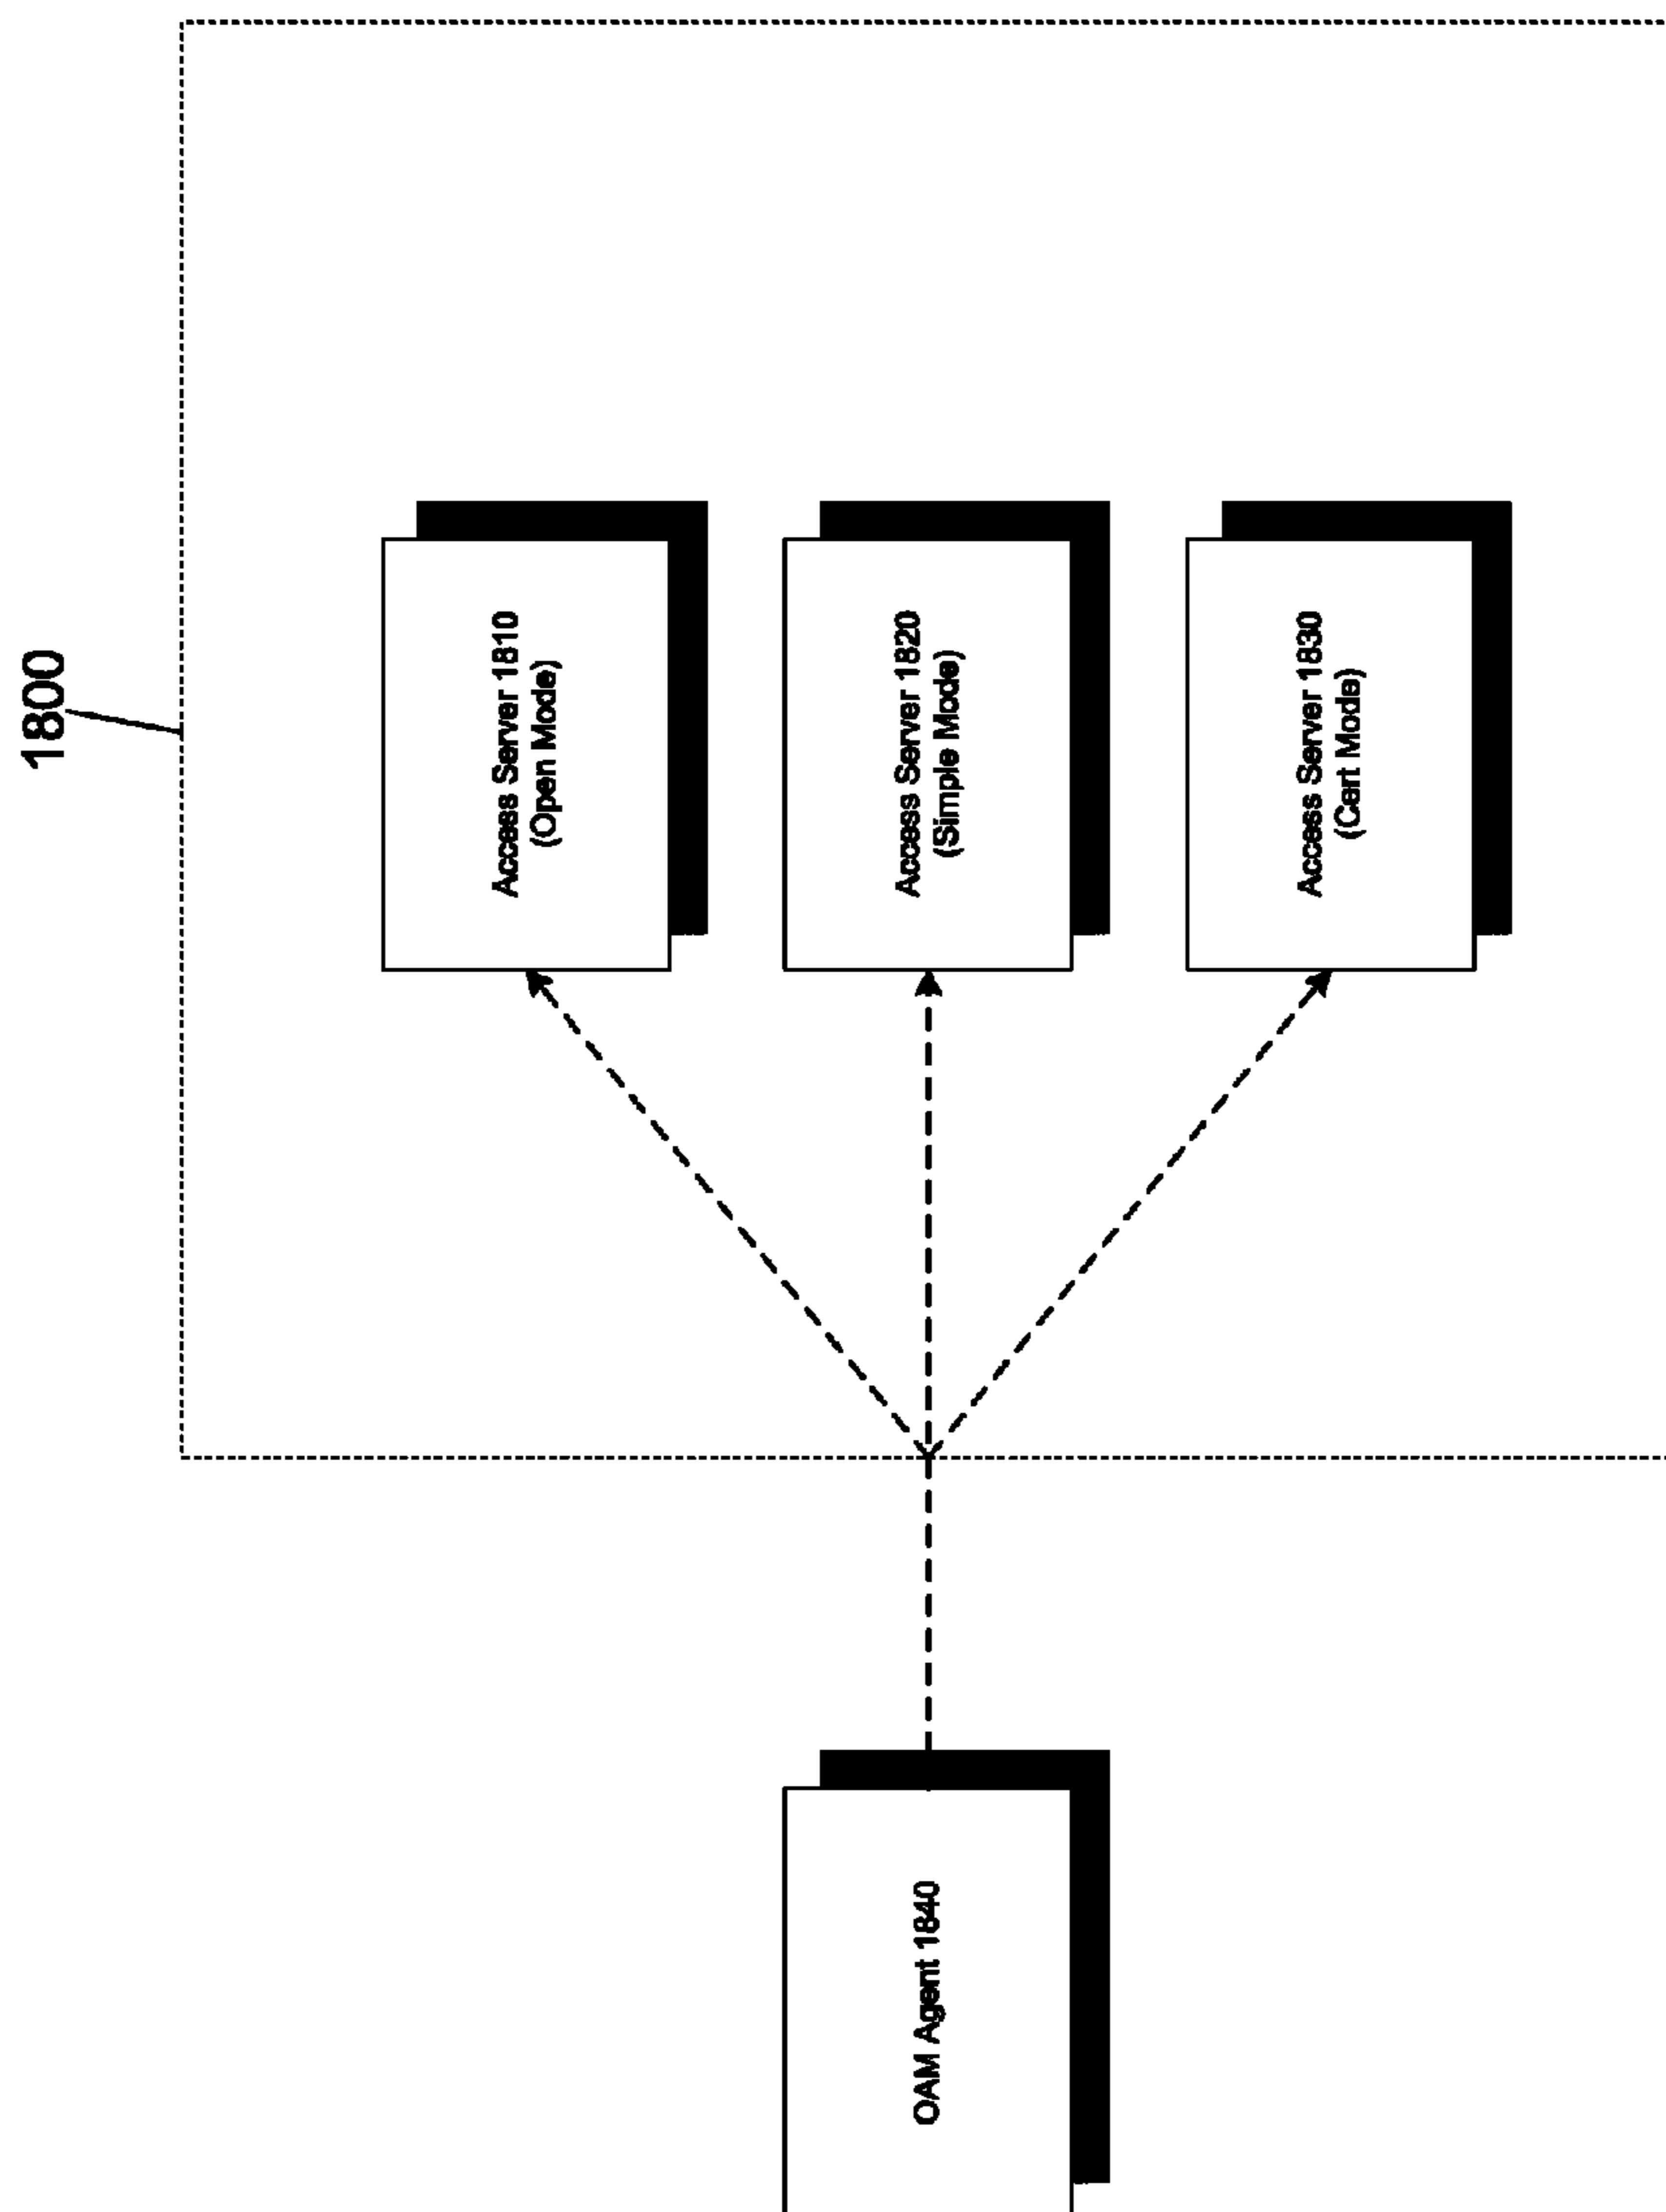 1800
Access Server 1810
(Open Mode)
Access Server 1820
(Simple Mode)
Access Server 1830
(Cert Mode)
OAM Agent 1840